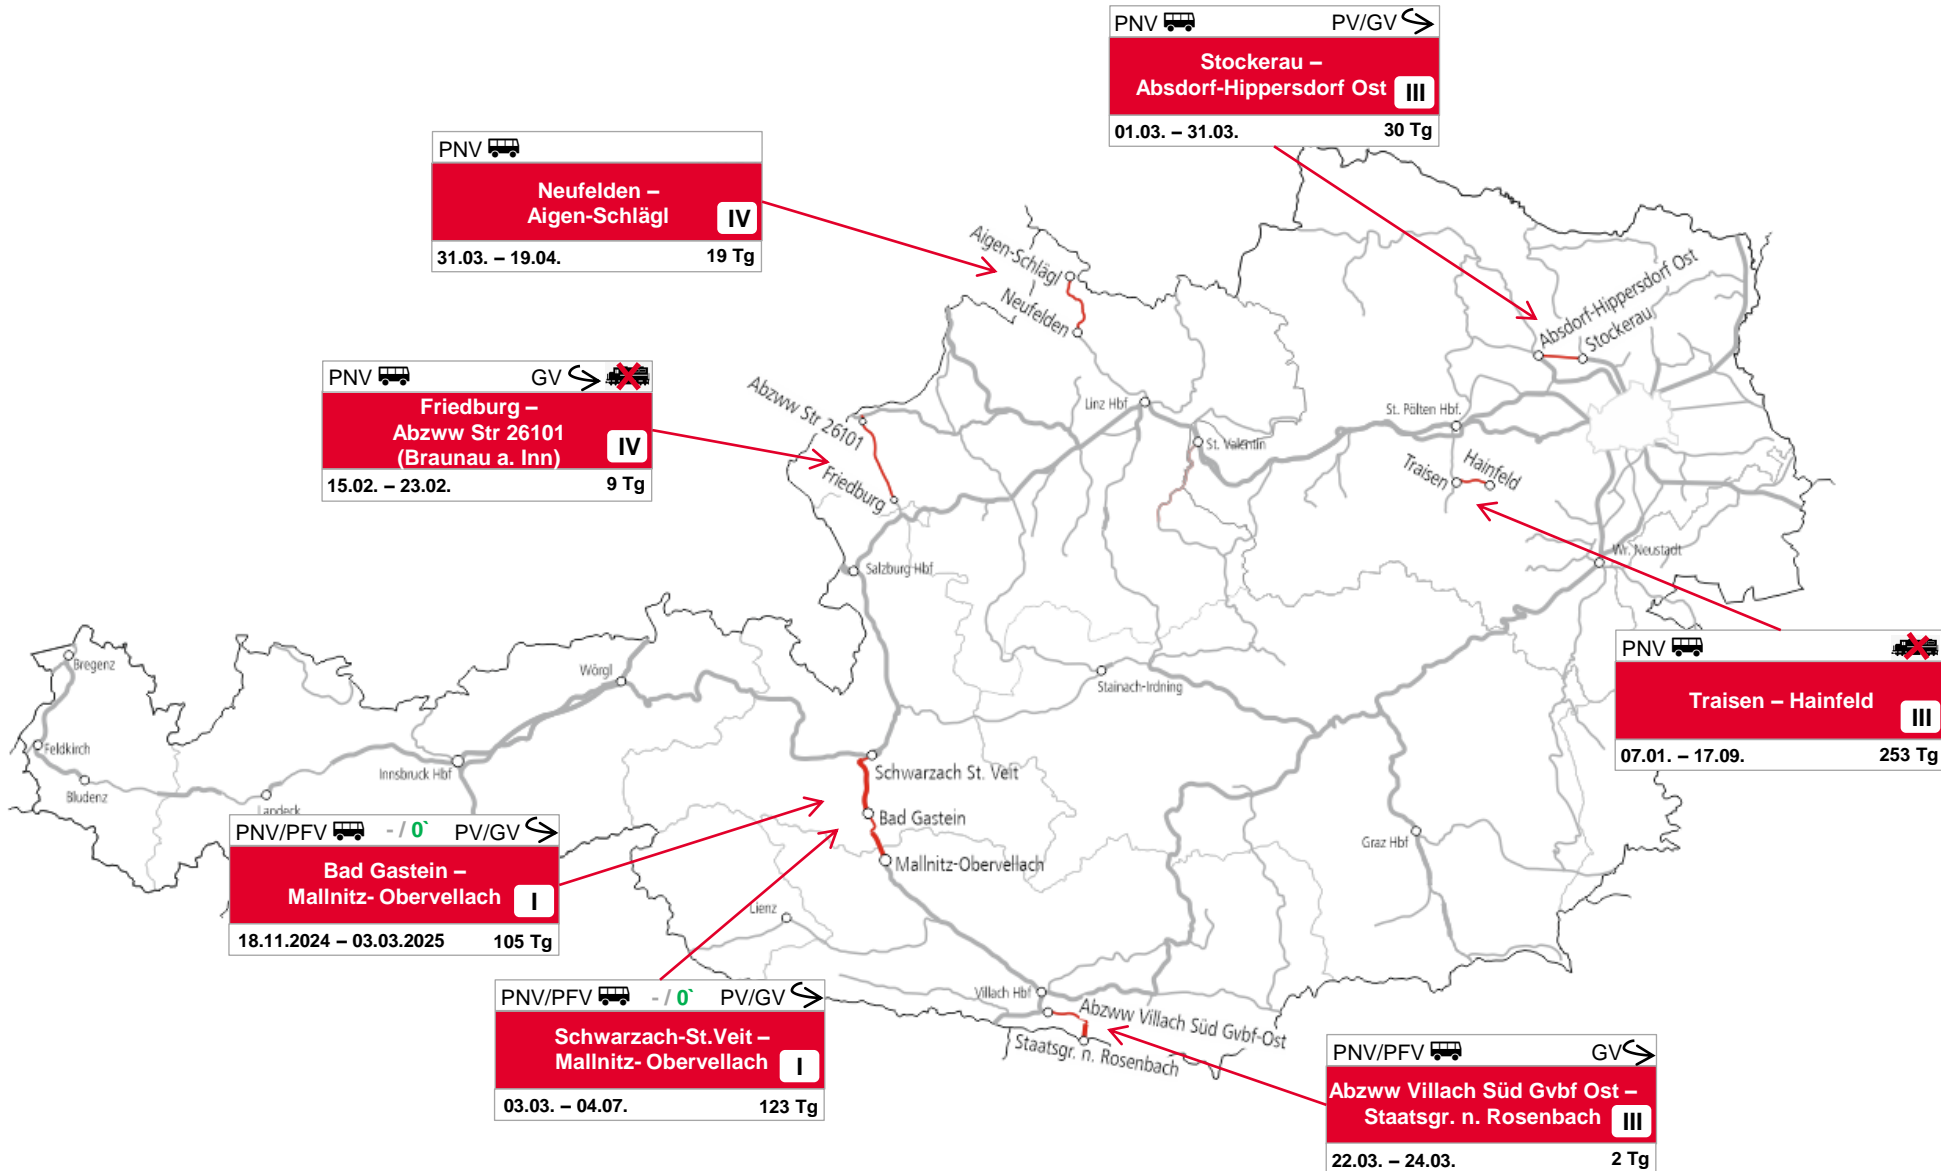 PNV PV/GV
Stockerau –
Absdorf-Hippersdorf Ost III
01.03. – 31.03. 30 Tg
PNV
Neufelden –
Aigen-Schlägl IV
31.03. – 19.04. 19 Tg
Aigen-Schlägl
Neufelden
Absdorf-Hippersdorf Ost
Stockerau
PNV GV
Friedburg –
Abzww Str 26101
(Braunau a. Inn) IV
15.02. – 23.02. 9 Tg
Abzww Str 26101
Friedburg
Linz Hbf
St. Valentin
St. Pölten Hbf.
Traisen
Hainfeld
Wr. Neustadt
Salzburg Hbf
PNV
Traisen – Hainfeld
III
07.01. – 17.09. 253 Tg
Bregenz
Feldkirch
Bludenz
Landeck
Innsbruck Hbf
Wörgl
Stainach-Irdning
Schwarzach St. Veit
Bad Gastein
Mallnitz-Obervellach
Graz Hbf
Lienz
PNV/PFV - / 0` PV/GV
Bad Gastein –
Mallnitz- Obervellach I
18.11.2024 – 03.03.2025 105 Tg
PNV/PFV - / 0` PV/GV
Schwarzach-St.Veit –
Mallnitz- Obervellach I
03.03. – 04.07. 123 Tg
Villach Hbf
Abzww Villach Süd Gvbf-Ost
Staatsgr. n. Rosenbach
PNV/PFV GV
Abzww Villach Süd Gvbf Ost –
Staatsgr. n. Rosenbach III
22.03. – 24.03. 2 Tg